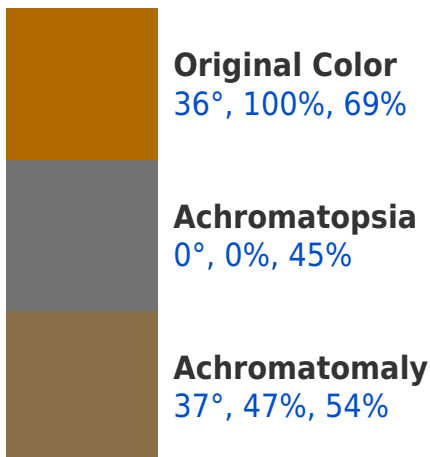 Original Color
36°, 100%, 69%
Achromatopsia
0°, 0%, 45%
Achromatomaly
37°, 47%, 54%